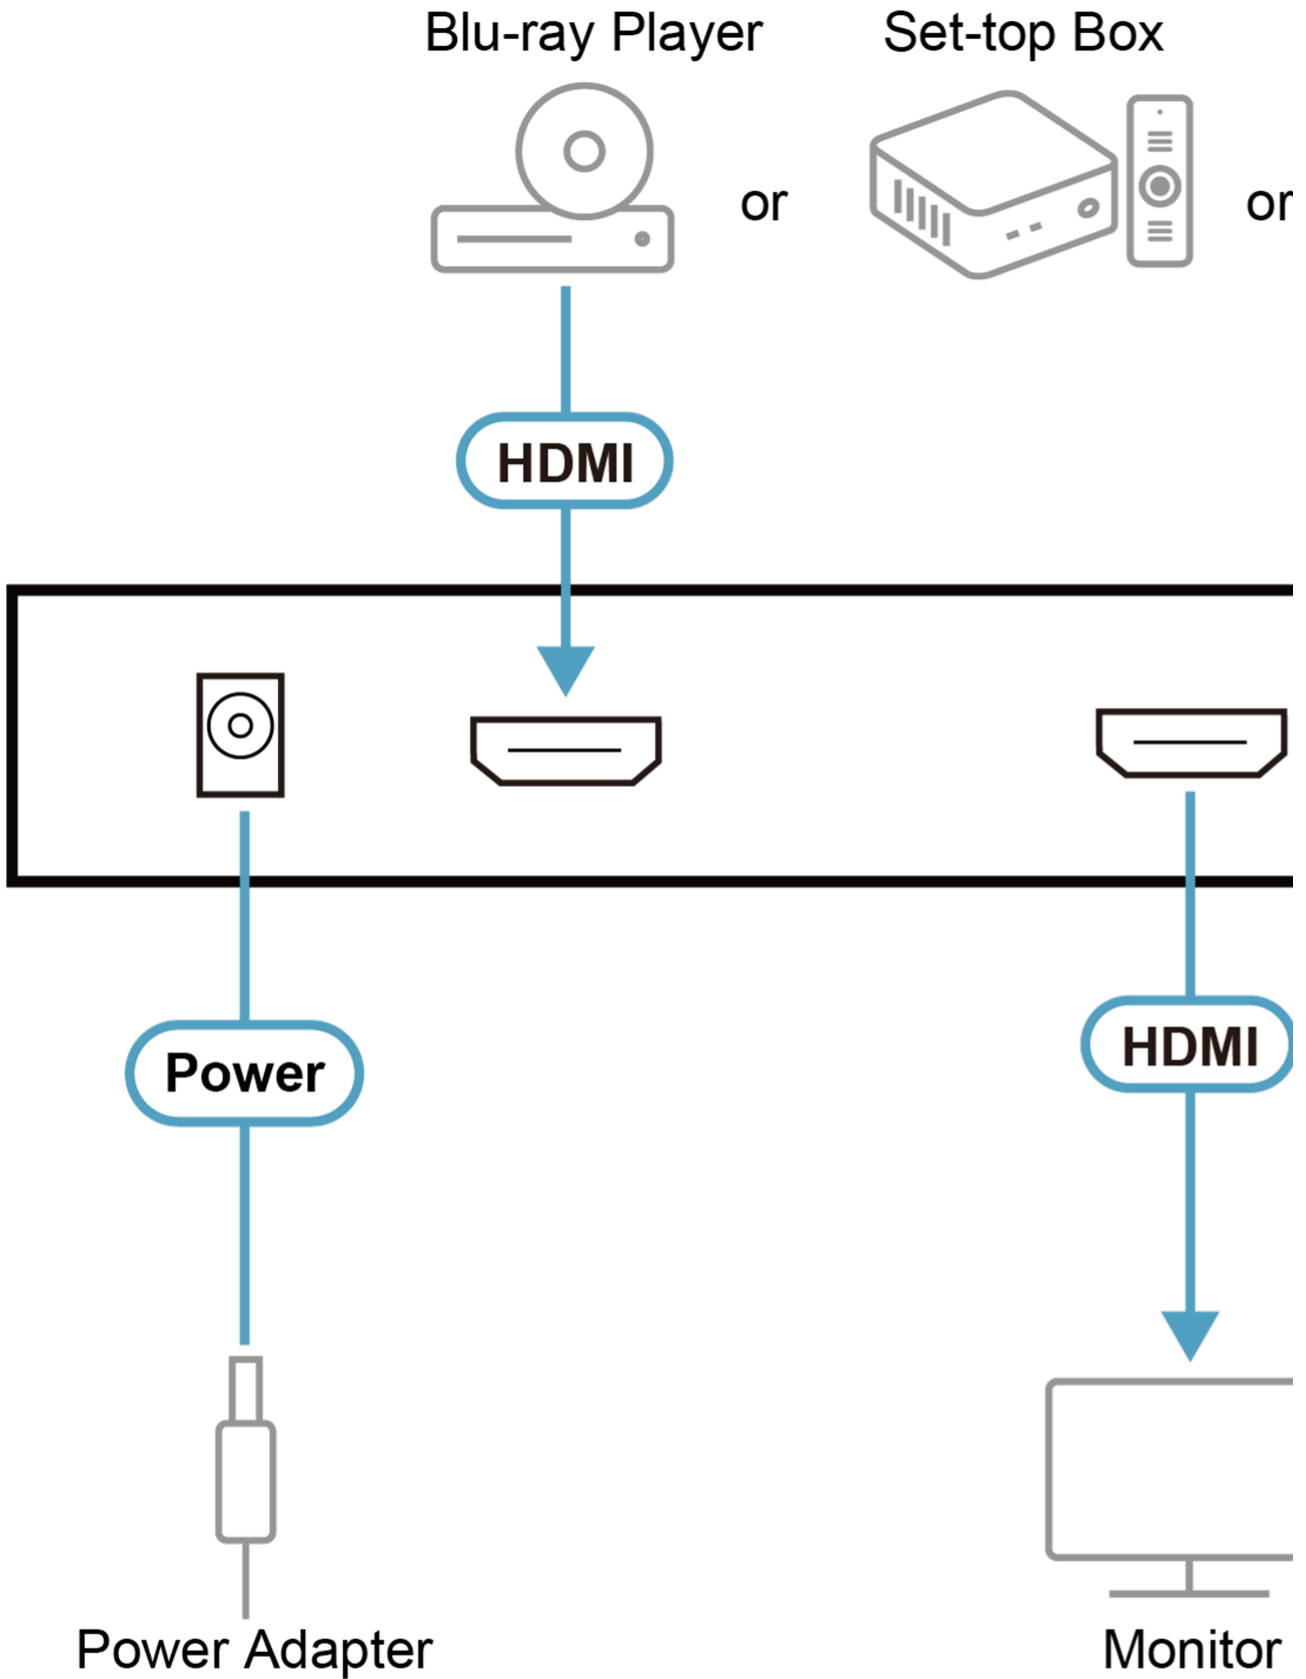 Blu-ray Player
Set-top Box
or
or
HDMI
Power
HDMI
Power Adapter
Monitor